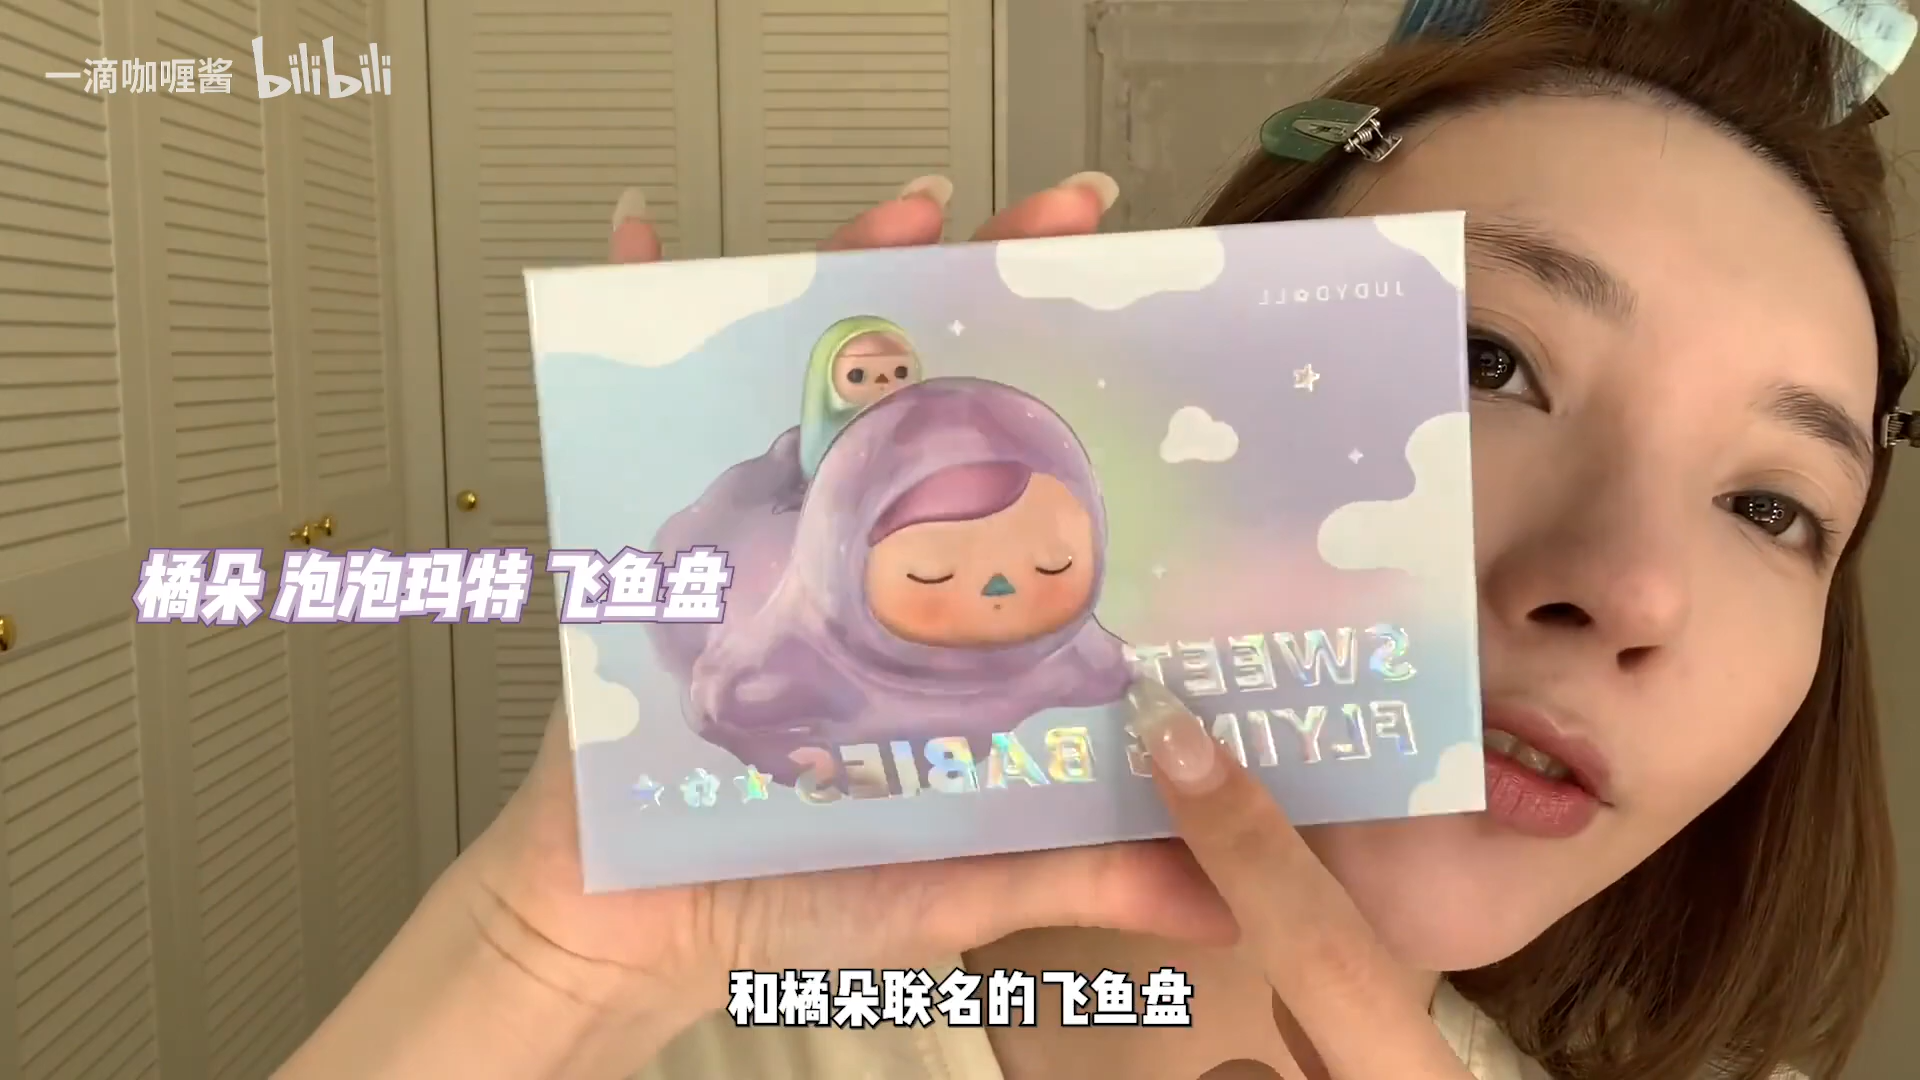 一滴咖喱酱 bilibili
JUDYDOLL
橘朵 泡泡玛特 飞鱼盘
SWEET
FLYING BABIES
和橘朵联名的飞鱼盘